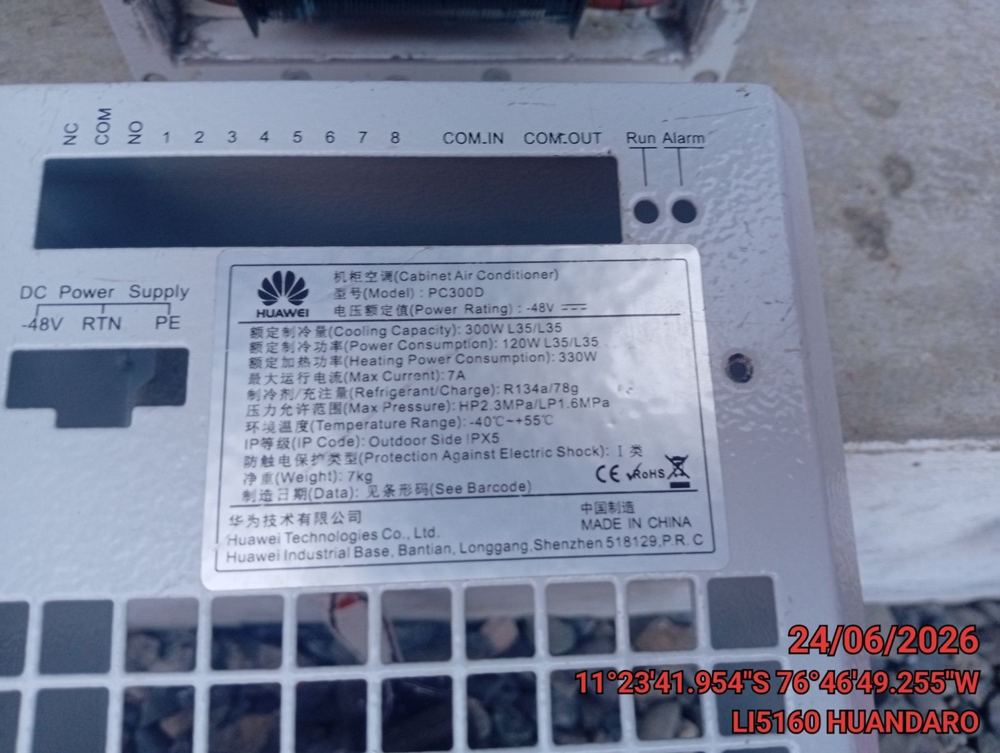 NC COM NO 1 2 3 4 5 6 7 8 COM_IN COM_OUT Run Alarm
DC Power Supply
-48V RTN PE
HUAWEI
机柜空调(Cabinet Air Conditioner)
型号(Model) : PC300D
电压额定值(Power Rating) : -48V ⎓
额定制冷量(Cooling Capacity): 300W L35/L35
额定制冷功率(Power Consumption): 120W L35/L35
额定加热功率(Heating Power Consumption): 330W
最大运行电流(Max Current): 7A
制冷剂/充注量(Refrigerant/Charge): R134a/78g
压力允许范围(Max Pressure): HP2.3MPa/LP1.6MPa
环境温度(Temperature Range): -40℃~+55℃
IP等级(IP Code): Outdoor Side IPX5
防触电保护类型(Protection Against Electric Shock): I 类
净重(Weight): 7kg
CE RoHS
制造日期(Data): 见条形码(See Barcode)
华为技术有限公司
中国制造
Huawei Technologies Co., Ltd.
MADE IN CHINA
Huawei Industrial Base, Bantian, Longgang,Shenzhen 518129,P.R. C
24/06/2026
11°23'41.954"S 76°46'49.255"W
LI5160 HUANDARO